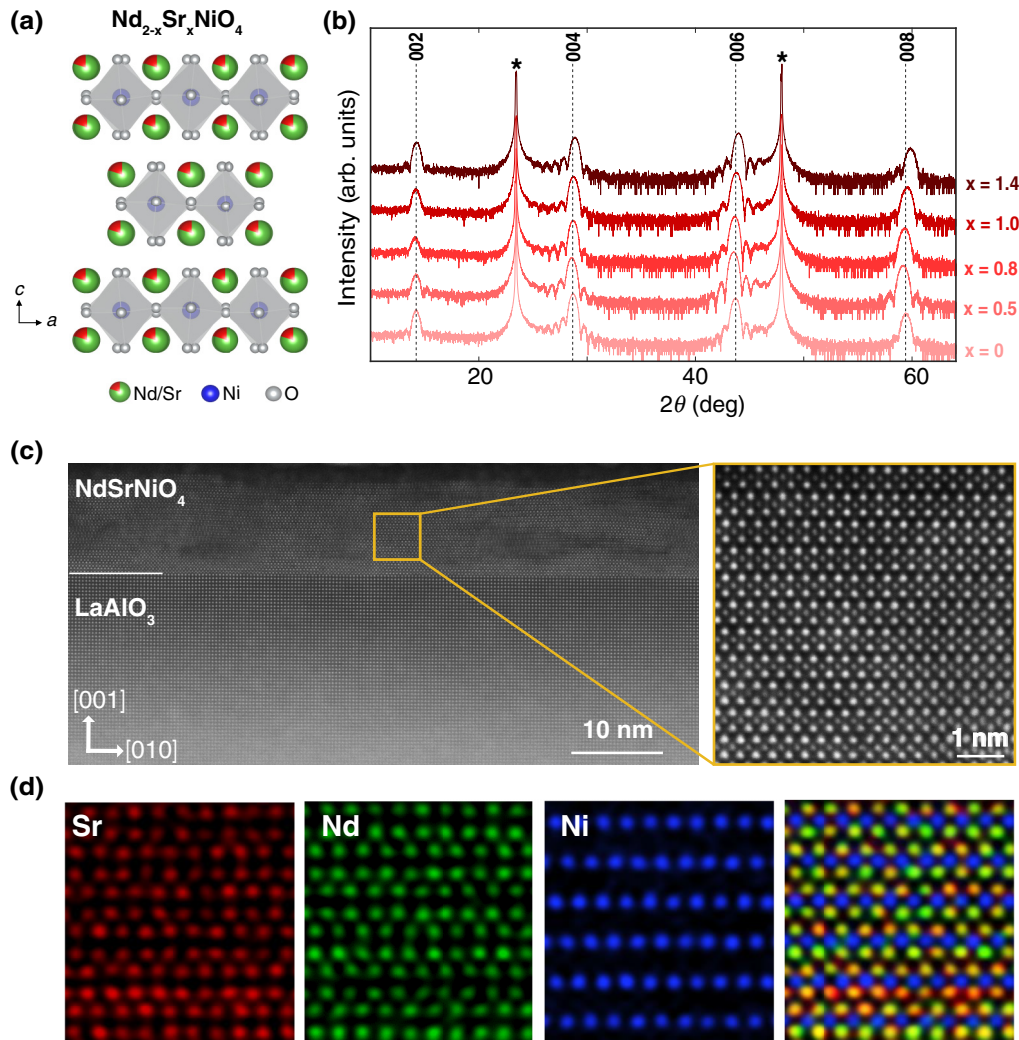 (a)
Nd₂₋ₓSrₓNiO₄
c
a
Nd/Sr Ni O
(b)
002 004 006 008
* *
Intensity (arb. units)
x = 1.4
x = 1.0
x = 0.8
x = 0.5
x = 0
20 40 60
2θ (deg)
(c)
NdSrNiO₄
LaAlO₃
[001]
[010]
10 nm
1 nm
(d)
Sr Nd Ni